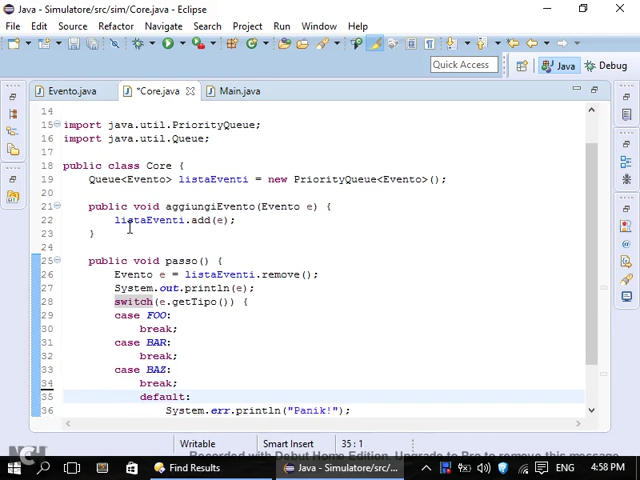 Java - Simulatore/src/sim/Core.java - Eclipse
File Edit Source Refactor Navigate Search Project Run Window Help
Quick Access
Java
Debug
Evento.java
*Core.java
Main.java
14
15 import java.util.PriorityQueue;
16 import java.util.Queue;
17
18 public class Core {
19 Queue<Evento> listaEventi = new PriorityQueue<Evento>();
20
21 public void aggiungiEvento(Evento e) {
22 listaEventi.add(e);
23 }
24
25 public void passo() {
26 Evento e = listaEventi.remove();
27 System.out.println(e);
28 switch(e.getTipo()) {
29 case FOO:
30 break;
31 case BAR:
32 break;
33 case BAZ:
34 break;
35 default:
36 System.err.println("Panik!");
Writable
Smart Insert
35 : 1
NCH
Recorded with Debut Home Edition. Upgrade to Pro to remove this message
Find Results
Java - Simulatore/src/...
ENG
4:58 PM